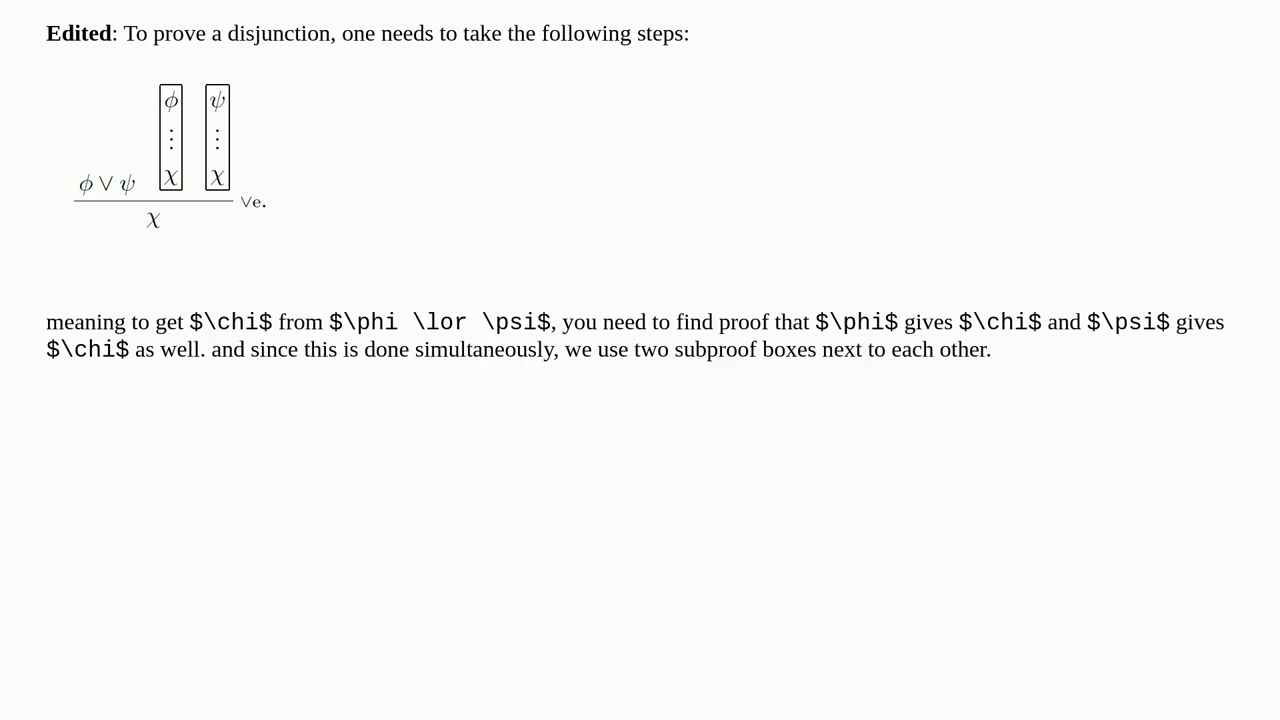 Edited: To prove a disjunction, one needs to take the following steps:
ϕ ψ
⋮ ⋮
ϕ ∨ ψ χ χ
∨e.
χ
meaning to get $\chi$ from $\phi \lor \psi$, you need to find proof that $\phi$ gives $\chi$ and $\psi$ gives
$\chi$ as well. and since this is done simultaneously, we use two subproof boxes next to each other.